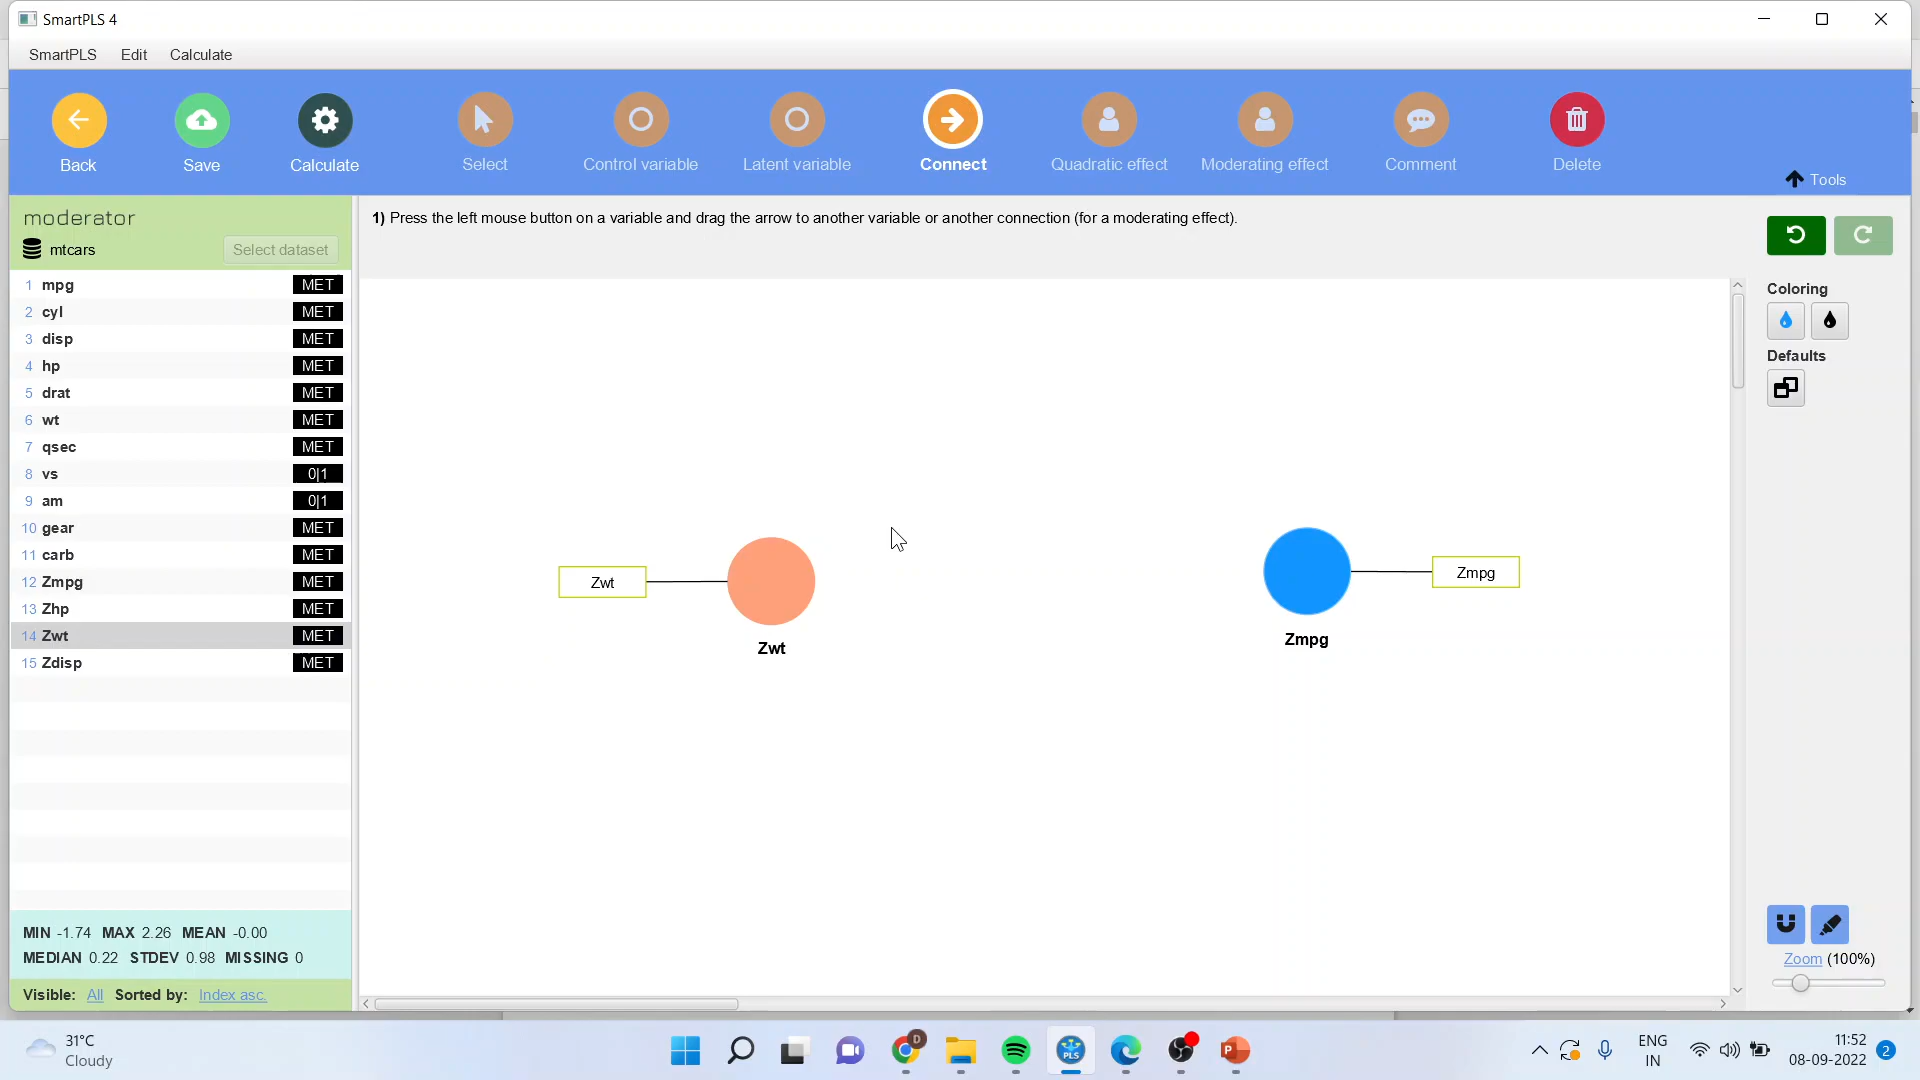 SmartPLS 4
SmartPLS Edit Calculate
Back Save Calculate Select Control variable Latent variable Connect Quadratic effect Moderating effect Comment Delete
Tools
moderator
mtcars Select dataset
1) Press the left mouse button on a variable and drag the arrow to another variable or another connection (for a moderating effect).
1 mpg MET
2 cyl MET
3 disp MET
4 hp MET
5 drat MET
6 wt MET
7 qsec MET
8 vs 0|1
9 am 0|1
10 gear MET
11 carb MET
12 Zmpg MET
13 Zhp MET
14 Zwt MET
15 Zdisp MET
Zwt
Zwt
Zmpg
Zmpg
Coloring
Defaults
MIN -1.74 MAX 2.26 MEAN -0.00
MEDIAN 0.22 STDEV 0.98 MISSING 0
Visible: All Sorted by: Index asc.
Zoom (100%)
31°C
Cloudy
D
PLS
P
ENG
IN
11:52
08-09-2022
2